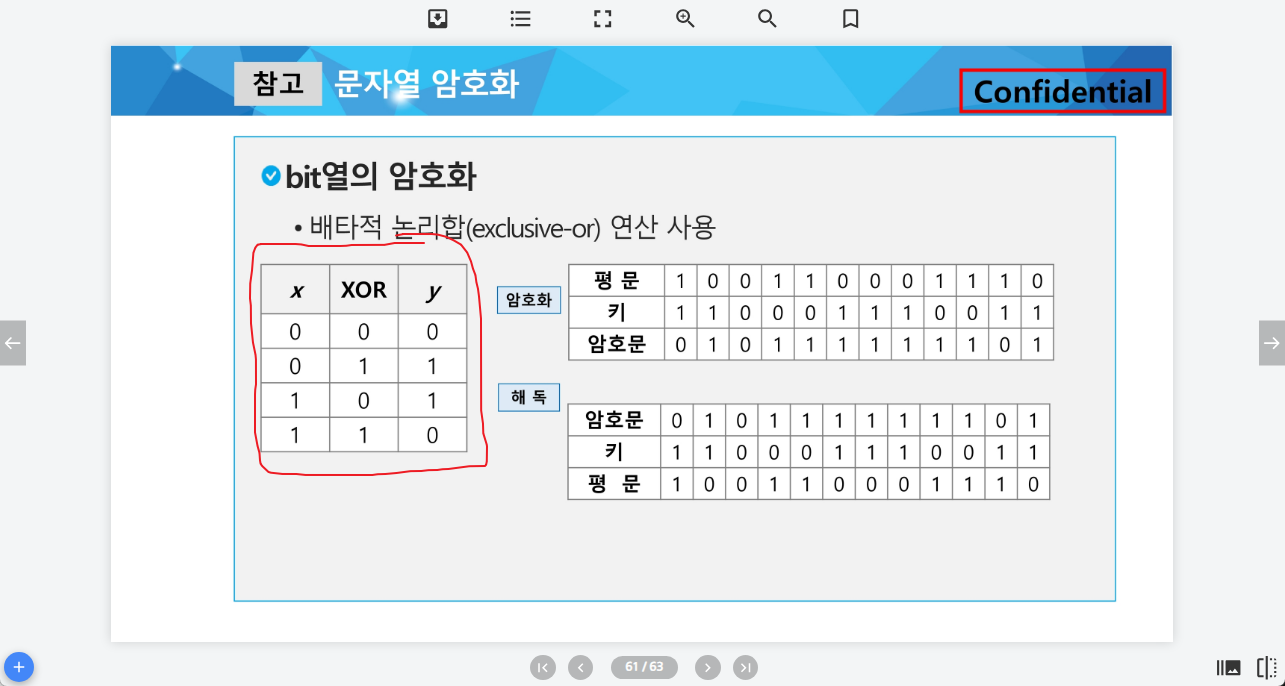 참고 문자열 암호화
Confidential
bit열의 암호화
• 배타적 논리합(exclusive-or) 연산 사용
x XOR y
0 0 0
0 1 1
1 0 1
1 1 0
암호화
평 문 1 0 0 1 1 0 0 0 1 1 1 0
키 1 1 0 0 0 1 1 1 0 0 1 1
암호문 0 1 0 1 1 1 1 1 1 1 0 1
해 독
암호문 0 1 0 1 1 1 1 1 1 1 0 1
키 1 1 0 0 0 1 1 1 0 0 1 1
평 문 1 0 0 1 1 0 0 0 1 1 1 0
61 / 63